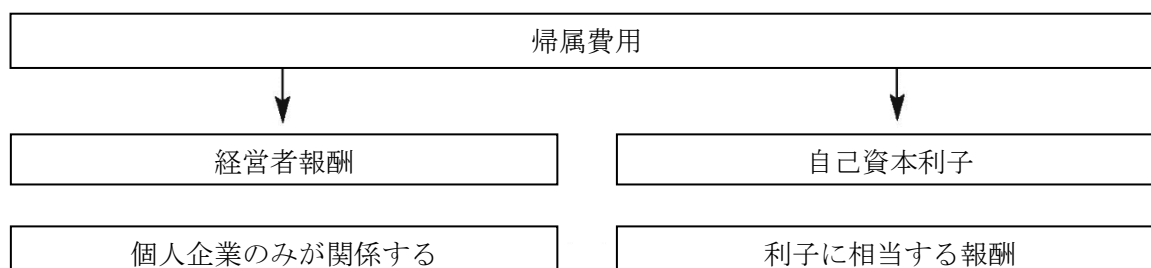 帰属費用
経営者報酬
自己資本利子
個人企業のみが関係する
利子に相当する報酬